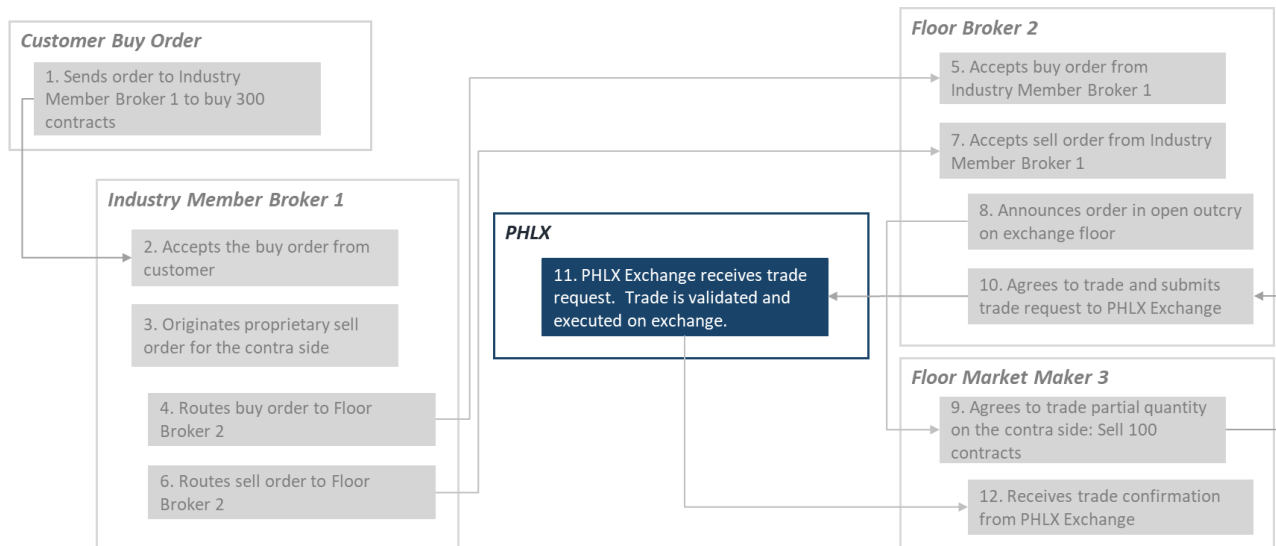 Customer Buy Order
1. Sends order to Industry
Member Broker 1 to buy 300
contracts
Industry Member Broker 1
2. Accepts the buy order from
customer
3. Originates proprietary sell
order for the contra side
4. Routes buy order to Floor
Broker 2
6. Routes sell order to Floor
Broker 2
PHLX
11. PHLX Exchange receives trade
request.  Trade is validated and
executed on exchange.
Floor Broker 2
5. Accepts buy order from
Industry Member Broker 1
7. Accepts sell order from Industry
Member Broker 1
8. Announces order in open outcry
on exchange floor
10. Agrees to trade and submits
trade request to PHLX Exchange
Floor Market Maker 3
9. Agrees to trade partial quantity
on the contra side: Sell 100
contracts
12. Receives trade confirmation
from PHLX Exchange